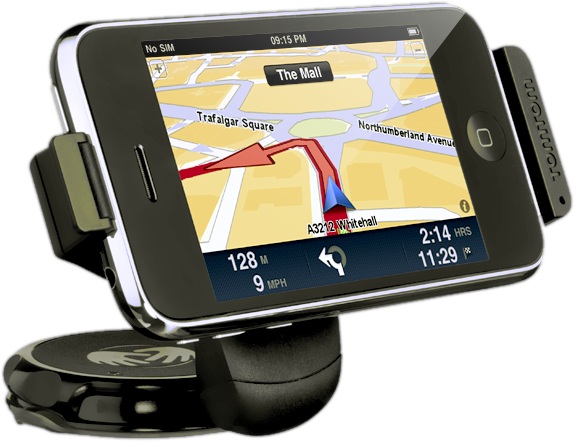 No SIM 09:15 PM
The Mall
Trafalgar Square
Northumberland Avenue
A3212 Whitehall
128 M
9 MPH
2:14 HRS
11:29
TOMTOM